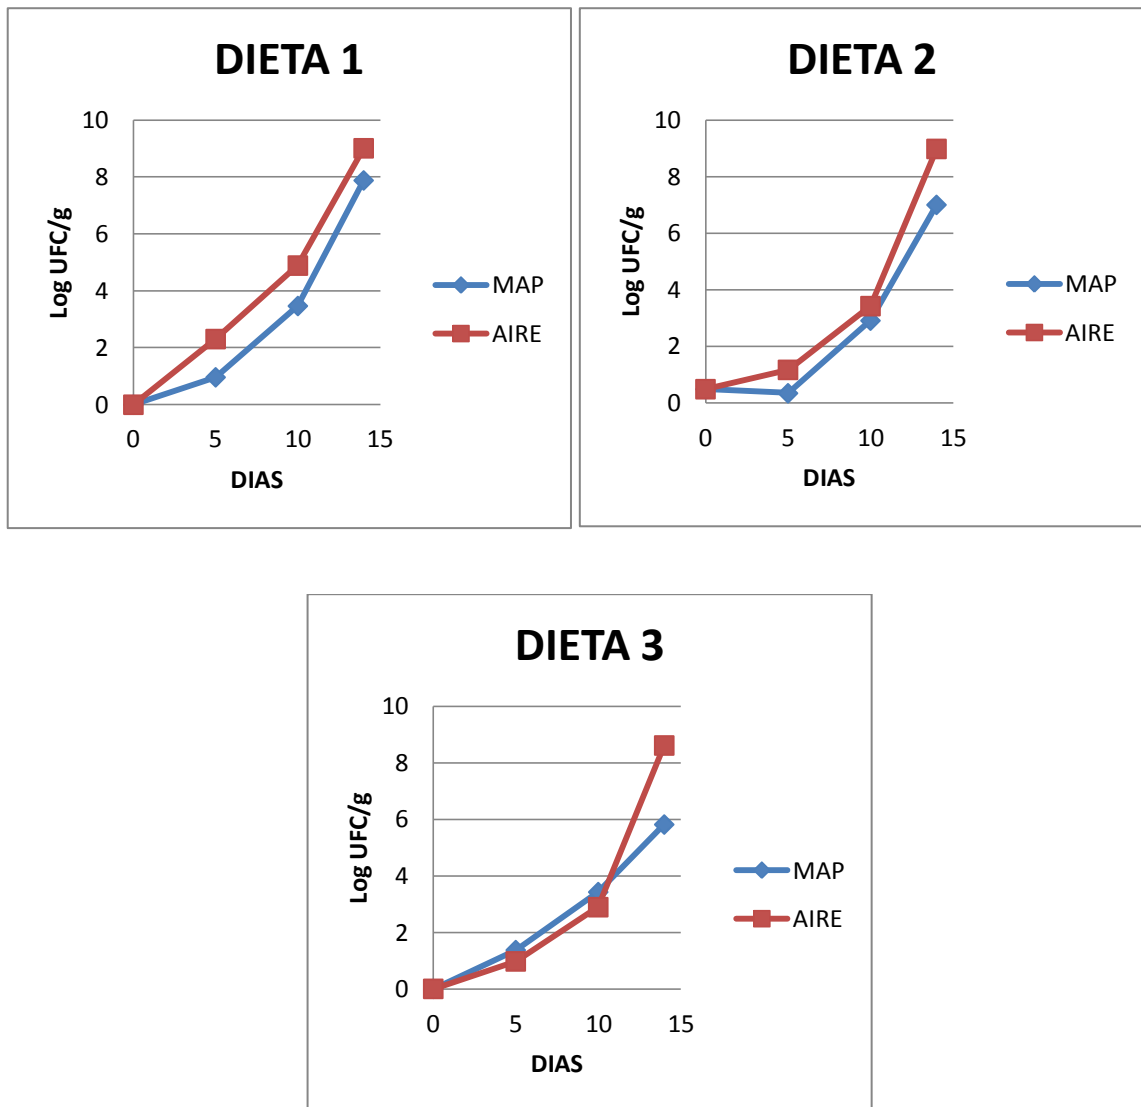 DIETA 1
10
8
6
4
2
0
0 5 10 15
Log UFC/g
DIAS
MAP
AIRE
DIETA 2
10
8
6
4
2
0
0 5 10 15
Log UFC/g
DIAS
MAP
AIRE
DIETA 3
10
8
6
4
2
0
0 5 10 15
Log UFC/g
DIAS
MAP
AIRE